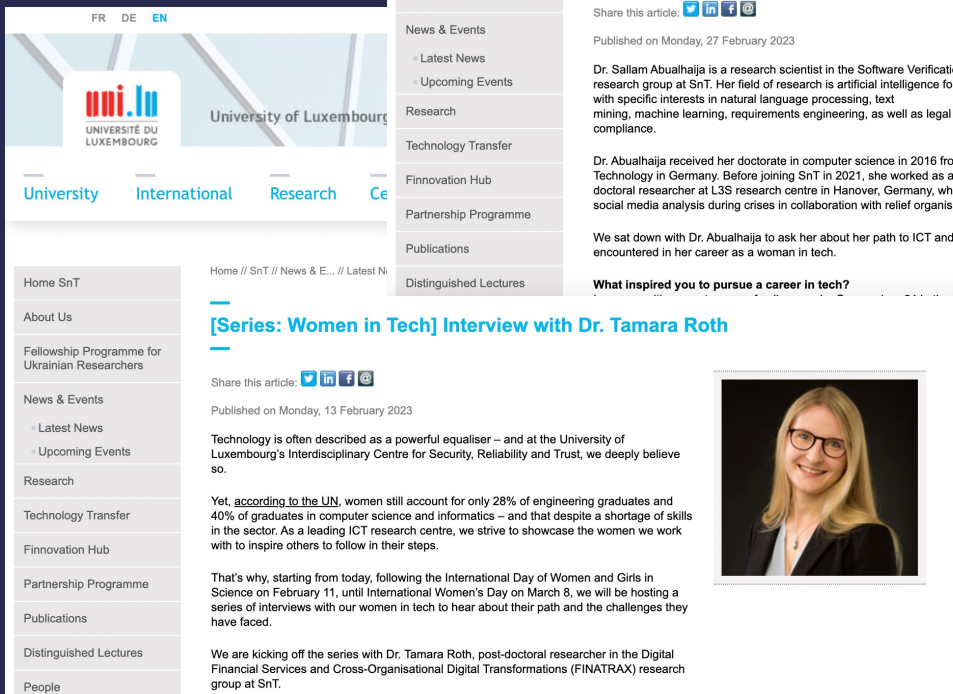 FR DE EN
uni.lu
UNIVERSITÉ DU
LUXEMBOURG
University of Luxembourg
University International Research Ce
Home SnT
About Us
Fellowship Programme for
Ukrainian Researchers
News & Events
Latest News
Upcoming Events
Research
Technology Transfer
Finnovation Hub
Partnership Programme
Publications
Distinguished Lectures
People
News & Events
Latest News
Upcoming Events
Research
Technology Transfer
Finnovation Hub
Partnership Programme
Publications
Distinguished Lectures
Share this article:
Published on Monday, 27 February 2023
Dr. Sallam Abualhaija is a research scientist in the Software Verificati
research group at SnT. Her field of research is artificial intelligence fo
with specific interests in natural language processing, text
mining, machine learning, requirements engineering, as well as legal
compliance.
Dr. Abualhaija received her doctorate in computer science in 2016 fro
Technology in Germany. Before joining SnT in 2021, she worked as a
doctoral researcher at L3S research centre in Hanover, Germany, wh
social media analysis during crises in collaboration with relief organis
We sat down with Dr. Abualhaija to ask her about her path to ICT and
encountered in her career as a woman in tech.
What inspired you to pursue a career in tech?
Home // SnT // News & E... // Latest N
[Series: Women in Tech] Interview with Dr. Tamara Roth
Share this article:
Published on Monday, 13 February 2023
Technology is often described as a powerful equaliser – and at the University of
Luxembourg's Interdisciplinary Centre for Security, Reliability and Trust, we deeply believe
so.
Yet, according to the UN, women still account for only 28% of engineering graduates and
40% of graduates in computer science and informatics – and that despite a shortage of skills
in the sector. As a leading ICT research centre, we strive to showcase the women we work
with to inspire others to follow in their steps.
That's why, starting from today, following the International Day of Women and Girls in
Science on February 11, until International Women's Day on March 8, we will be hosting a
series of interviews with our women in tech to hear about their path and the challenges they
have faced.
We are kicking off the series with Dr. Tamara Roth, post-doctoral researcher in the Digital
Financial Services and Cross-Organisational Digital Transformations (FINATRAX) research
group at SnT.